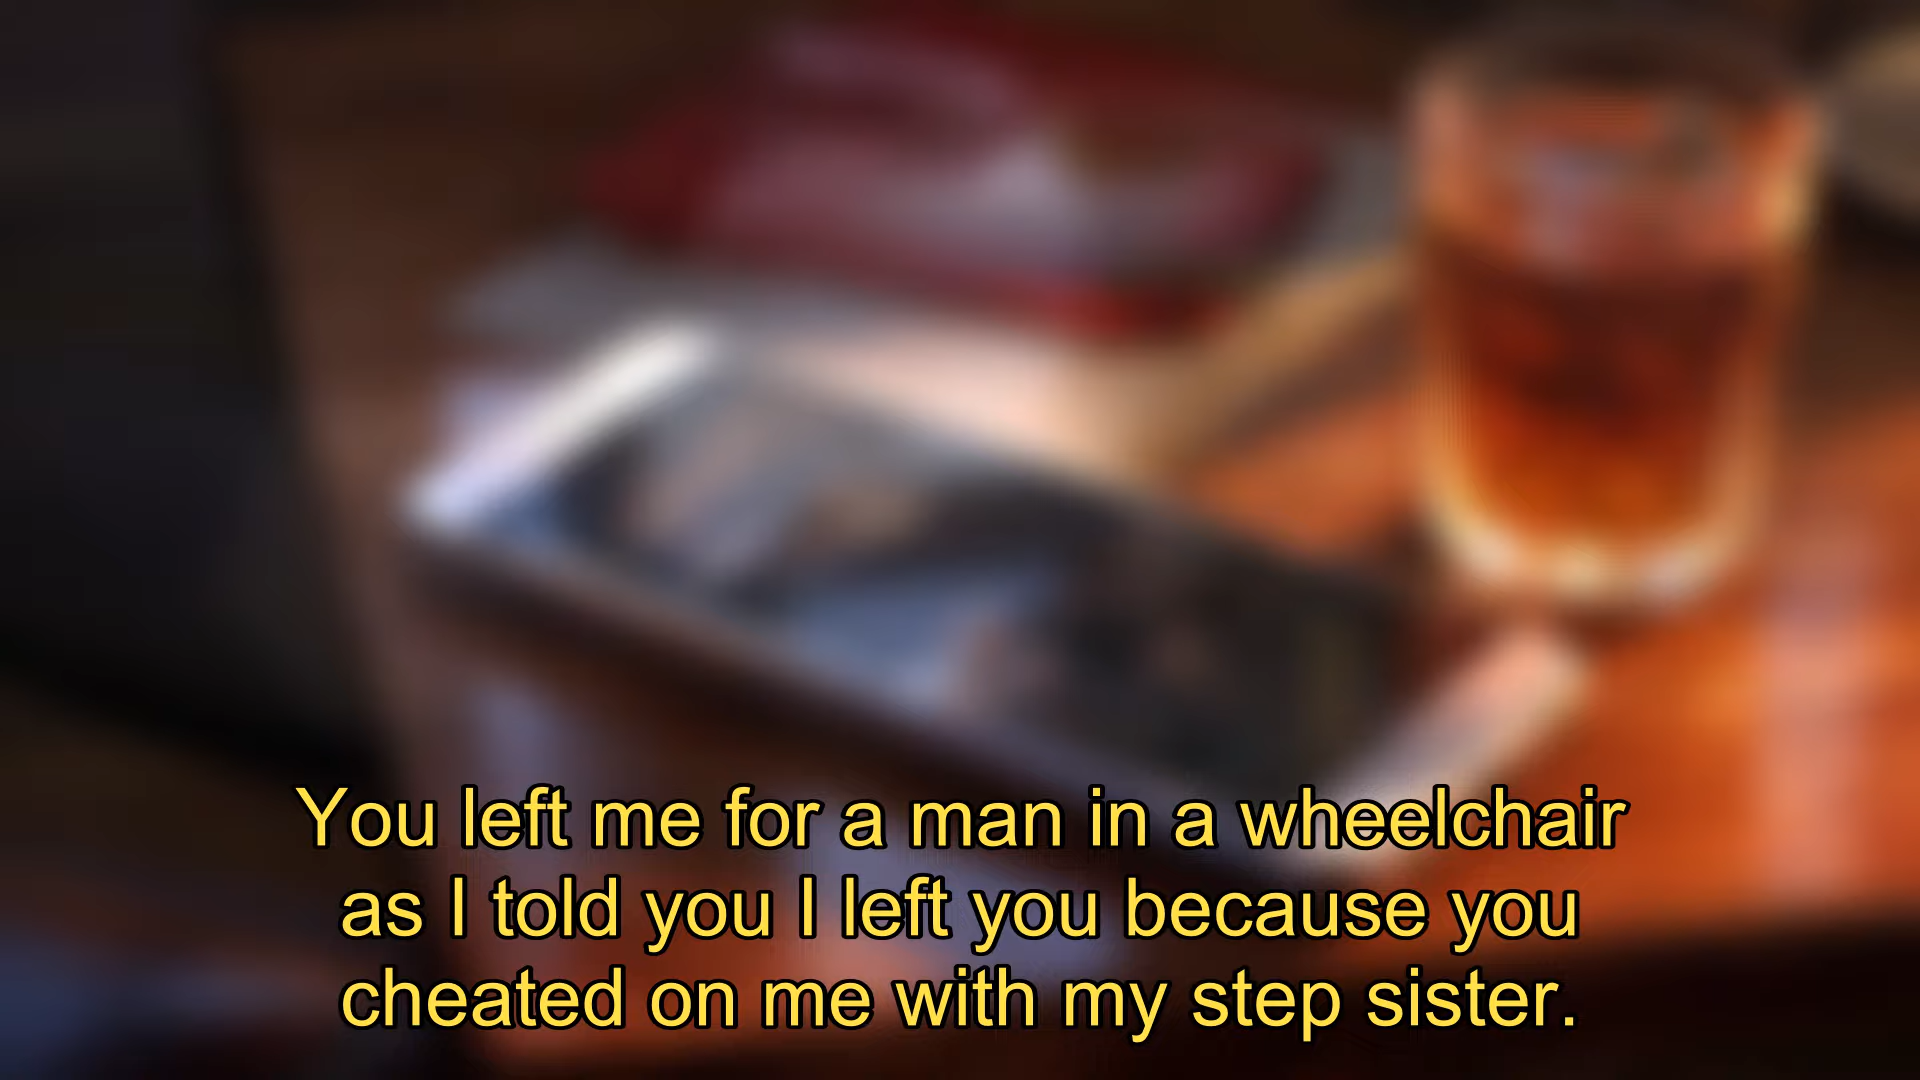 You left me for a man in a wheelchair
as I told you I left you because you
cheated on me with my step sister.